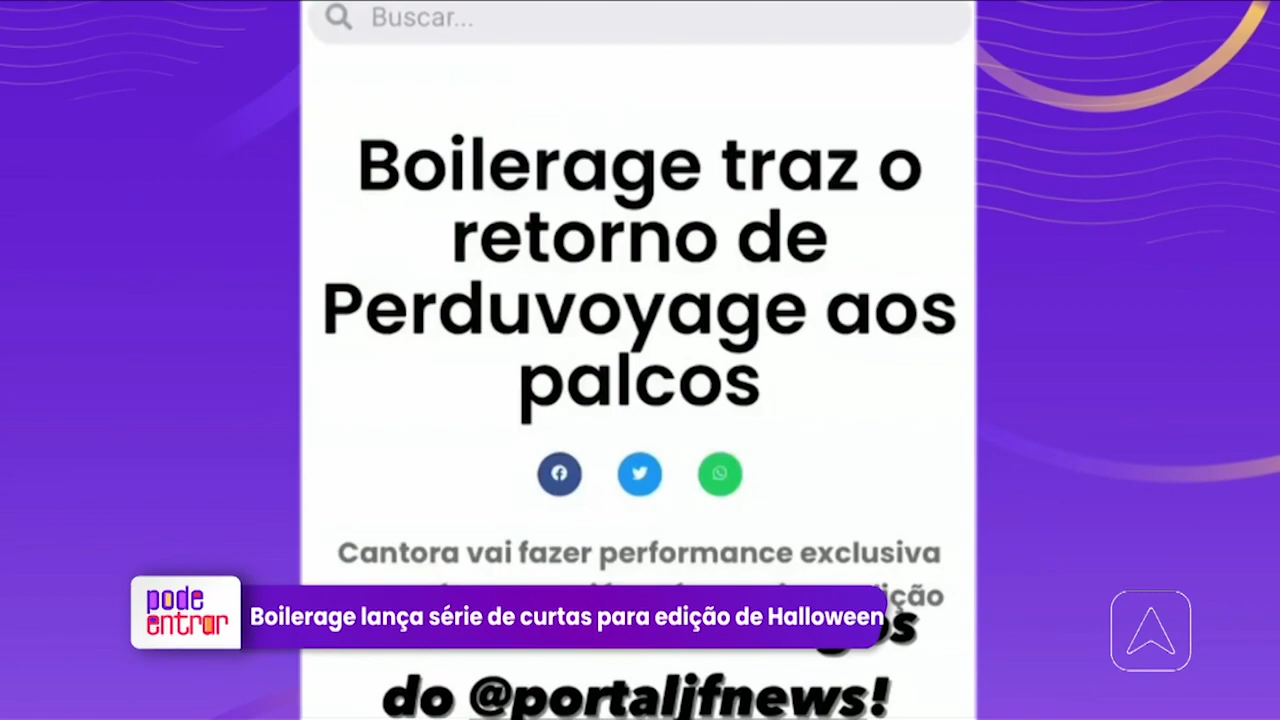 Buscar...
Boilerage traz o
retorno de
Perduvoyage aos
palcos
Cantora vai fazer performance exclusiva
pode
entrar
Boilerage lança série de curtas para edição de Halloween
do @portaljfnews!